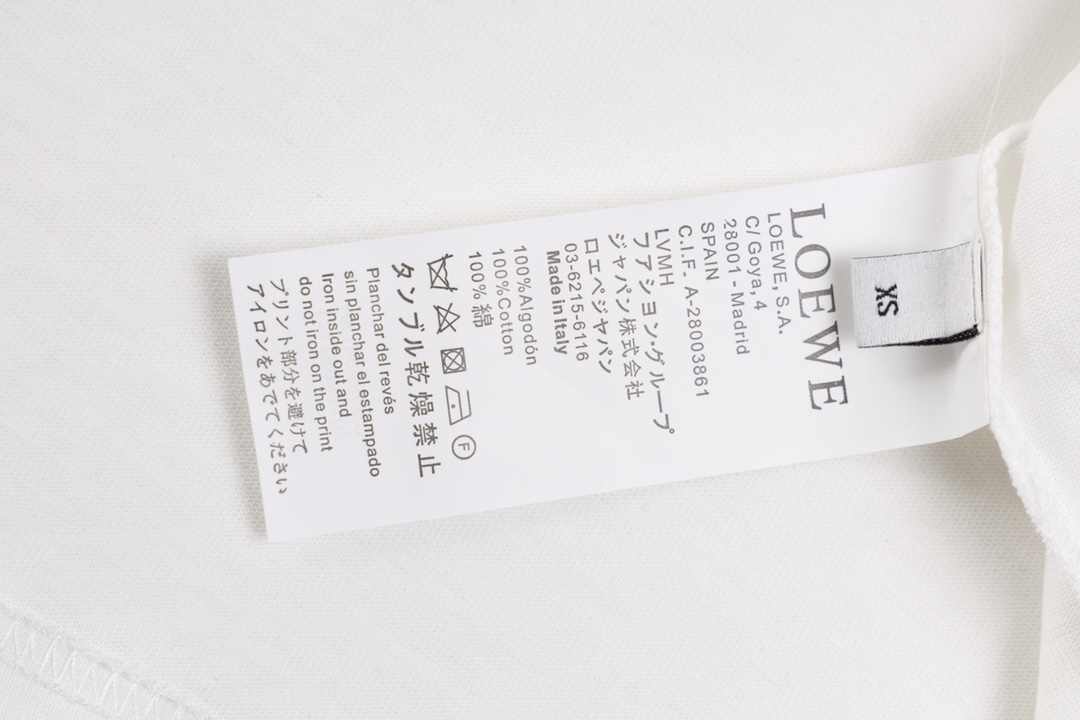 XS
LOEWE
LOEWE, S.A.
C/ Goya, 4
28001 - Madrid
SPAIN
C.I.F. A-28003861
LVMH
ファション·グループ
ジャパン株式会社
ロエベジャパン
03-6215-6116
Made in Italy
100%Algodón
100%Cotton
100%綿
F
タンブル乾燥禁止
Planchar del revés
sin planchar el estampado
Iron inside out and
do not iron on the print
プリント部分を避けて
アイロンをあててください